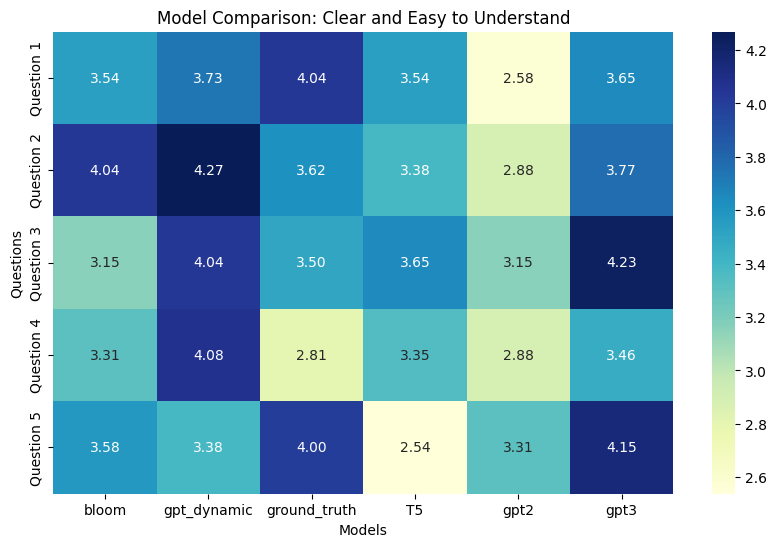 Model Comparison: Clear and Easy to Understand
Questions
Question 1
3.54 3.73 4.04 3.54 2.58 3.65
Question 2
4.04 4.27 3.62 3.38 2.88 3.77
Question 3
3.15 4.04 3.50 3.65 3.15 4.23
Question 4
3.31 4.08 2.81 3.35 2.88 3.46
Question 5
3.58 3.38 4.00 2.54 3.31 4.15
bloom gpt_dynamic ground_truth T5 gpt2 gpt3
Models
4.2
4.0
3.8
3.6
3.4
3.2
3.0
2.8
2.6